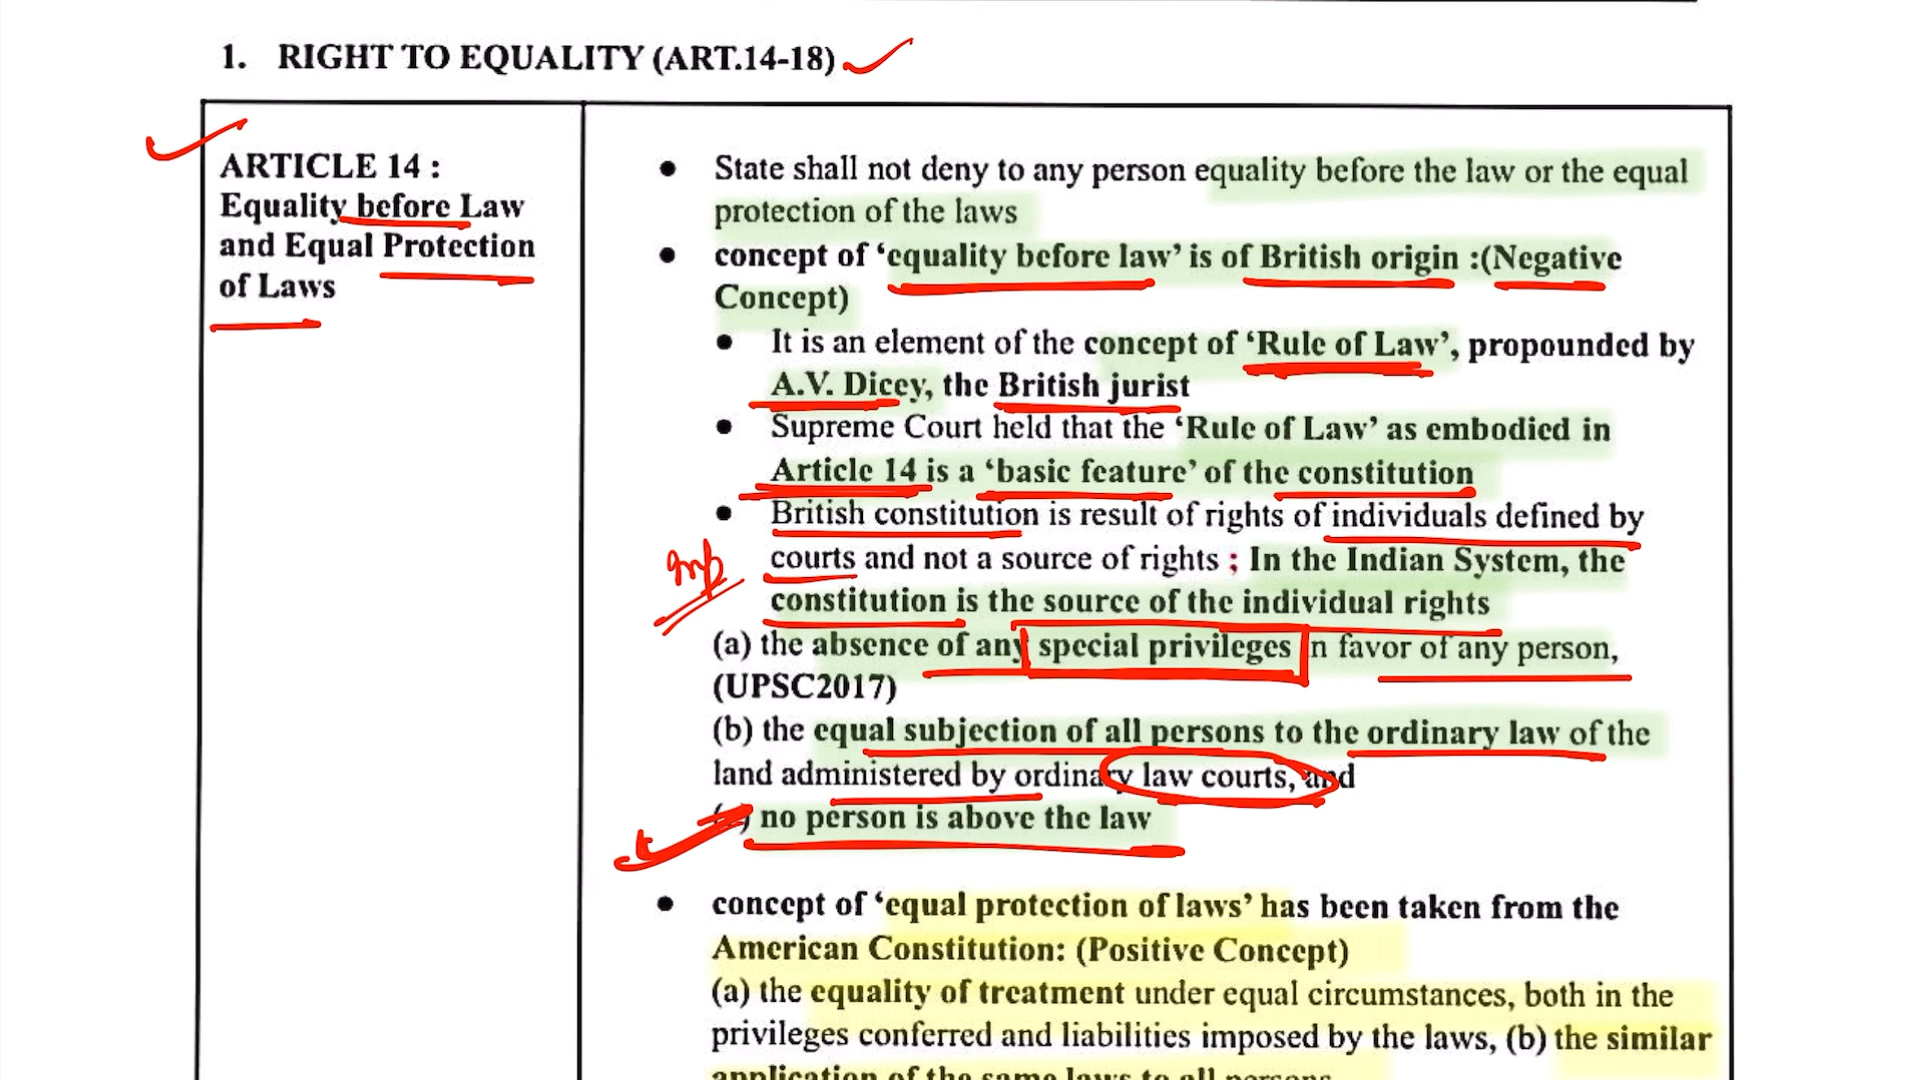 1. RIGHT TO EQUALITY (ART.14-18)
ARTICLE 14 :
Equality before Law
and Equal Protection
of Laws
• State shall not deny to any person equality before the law or the equal
protection of the laws
• concept of ‘equality before law’ is of British origin :(Negative
Concept)
• It is an element of the concept of ‘Rule of Law’, propounded by
A.V. Dicey, the British jurist
• Supreme Court held that the ‘Rule of Law’ as embodied in
Article 14 is a ‘basic feature’ of the constitution
• British constitution is result of rights of individuals defined by
courts and not a source of rights ; In the Indian System, the
Imp
constitution is the source of the individual rights
(a) the absence of any special privileges in favor of any person,
(UPSC2017)
(b) the equal subjection of all persons to the ordinary law of the
land administered by ordinary law courts, and
no person is above the law
• concept of ‘equal protection of laws’ has been taken from the
American Constitution: (Positive Concept)
(a) the equality of treatment under equal circumstances, both in the
privileges conferred and liabilities imposed by the laws, (b) the similar
application of the same laws to all persons